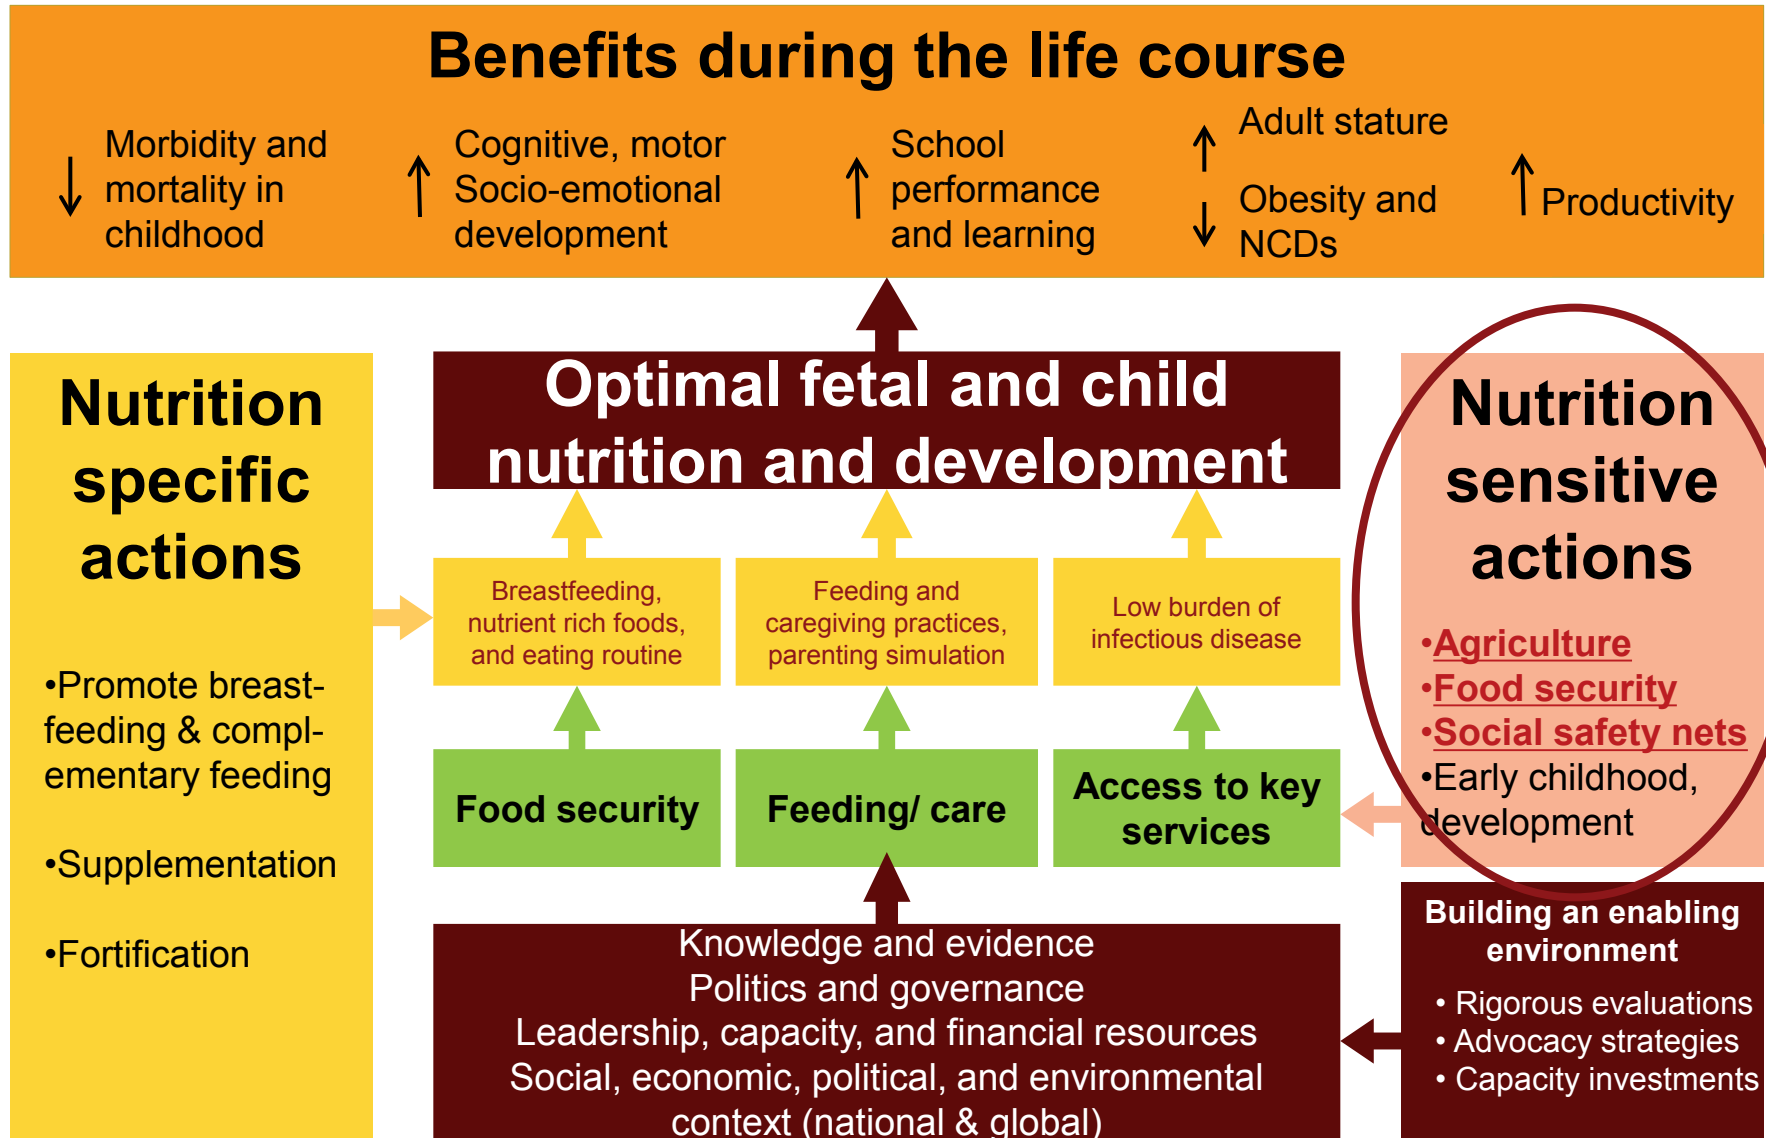 Benefits during the life course
Morbidity and
mortality in
childhood
Cognitive, motor
Socio-emotional
development
School
performance
and learning
Adult stature
Obesity and
NCDs
Productivity
Nutrition
specific
actions
•Promote breast-
feeding & compl-
ementary feeding
•Supplementation
•Fortification
Optimal fetal and child
nutrition and development
Breastfeeding,
nutrient rich foods,
and eating routine
Feeding and
caregiving practices,
parenting simulation
Low burden of
infectious disease
Food security
Feeding/ care
Access to key
services
Knowledge and evidence
Politics and governance
Leadership, capacity, and financial resources
Social, economic, political, and environmental
context (national & global)
Nutrition
sensitive
actions
•Agriculture
•Food security
•Social safety nets
•Early childhood,
development
Building an enabling
environment
• Rigorous evaluations
• Advocacy strategies
• Capacity investments